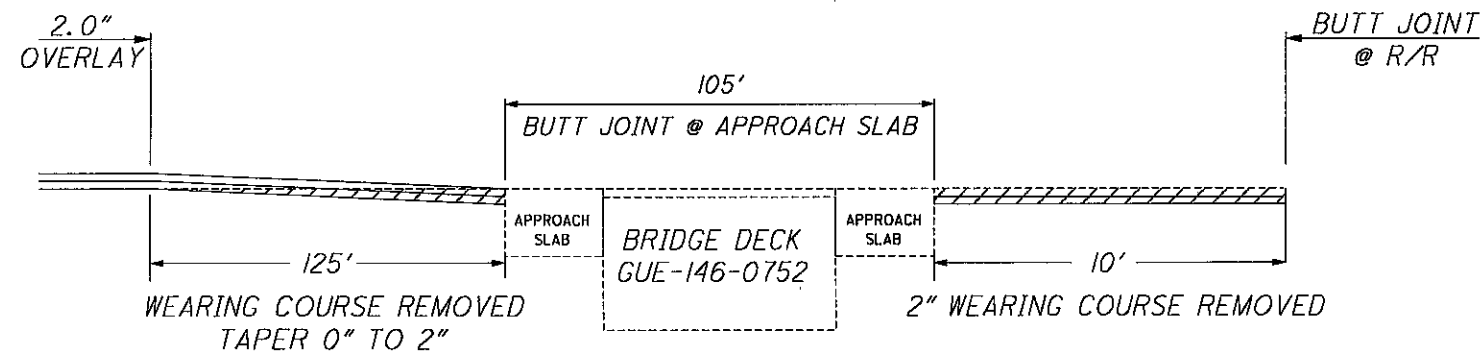 2.0"
OVERLAY
BUTT JOINT
@ R/R
105'
BUTT JOINT @ APPROACH SLAB
APPROACH
SLAB
BRIDGE DECK
GUE-146-0752
APPROACH
SLAB
125'
WEARING COURSE REMOVED
TAPER 0" TO 2"
10'
2" WEARING COURSE REMOVED